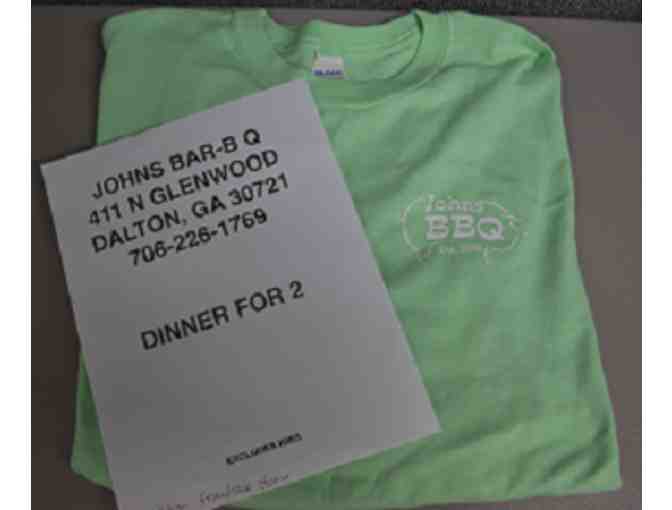 JOHNS BAR-B Q
411 N GLENWOOD
DALTON, GA 30721
706-226-1769
DINNER FOR 2
Johns
BBQ